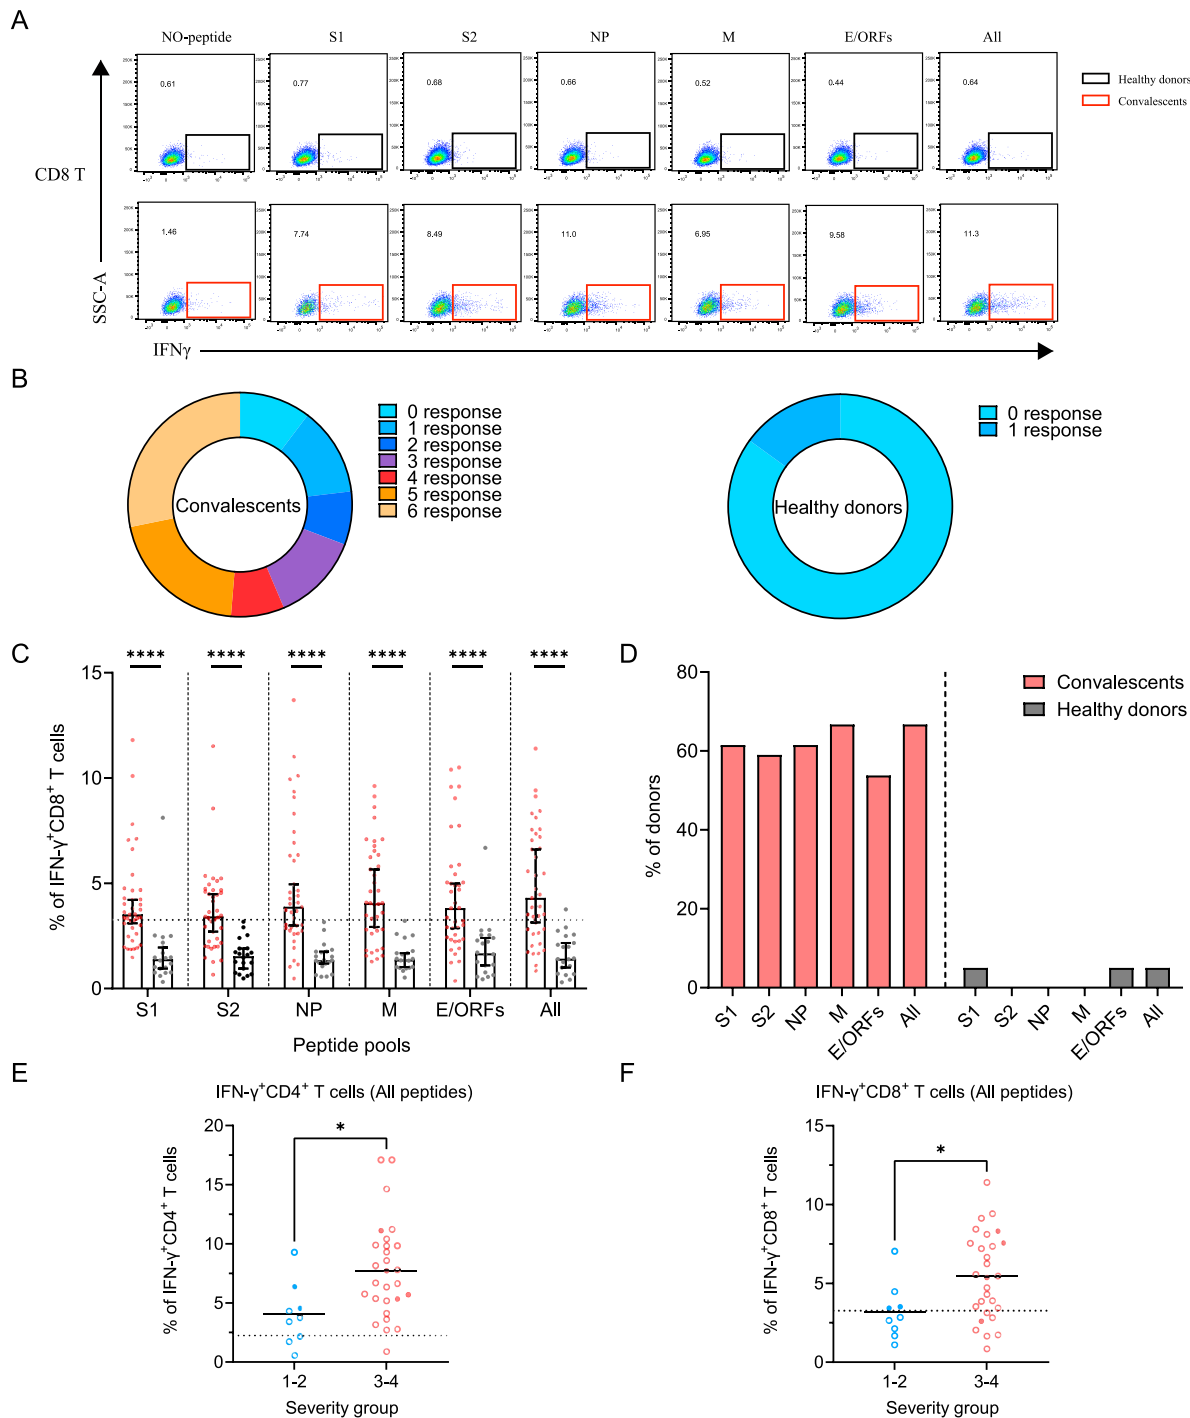 A
NO-peptide S1 S2 NP M E/ORFs All
0.61 0.77 0.68 0.66 0.52 0.44 0.64
Healthy donors
Convalescents
CD8 T
1.46 7.74 8.49 11.0 6.95 9.58 11.3
SSC-A
IFNγ
B
Convalescents
0 response
1 response
2 response
3 response
4 response
5 response
6 response
Healthy donors
0 response
1 response
C
**** **** **** **** **** ****
% of IFN-γ+CD8+ T cells
15
10
5
0
S1 S2 NP M E/ORFs All
Peptide pools
D
% of donors
80
60
40
20
0
S1 S2 NP M E/ORFs All S1 S2 NP M E/ORFs All
Convalescents
Healthy donors
E
IFN-γ+CD4+ T cells (All peptides)
% of IFN-γ+CD4+ T cells
20
15
10
5
0
*
1-2 3-4
Severity group
F
IFN-γ+CD8+ T cells (All peptides)
% of IFN-γ+CD8+ T cells
15
10
5
0
*
1-2 3-4
Severity group